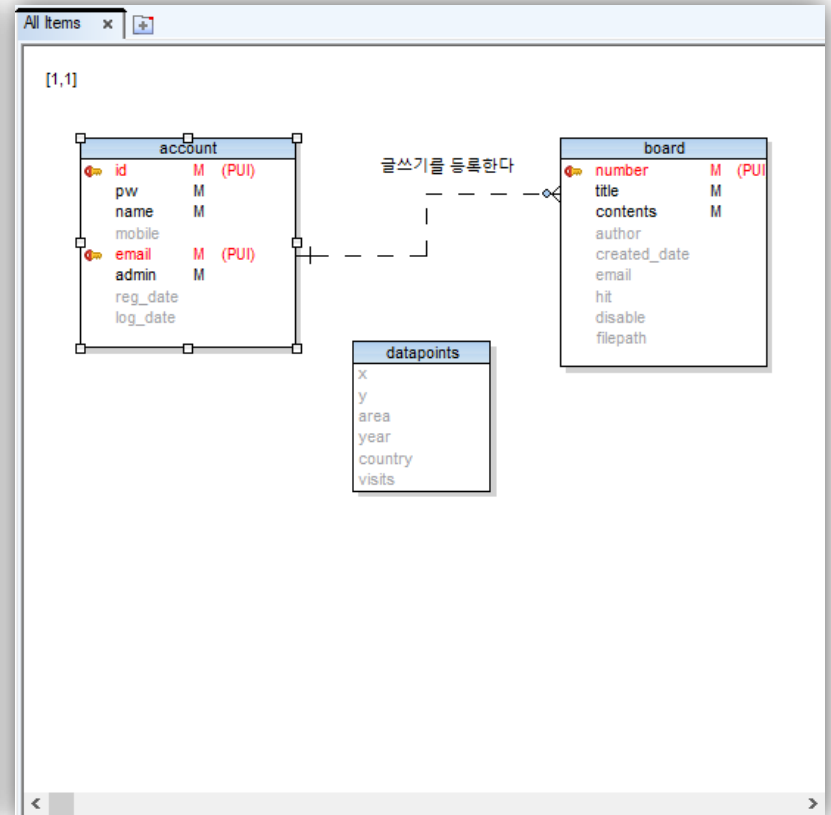 All Items
[1,1]
account
id M (PUI)
pw M
name M
mobile
email M (PUI)
admin M
reg_date
log_date
글쓰기를 등록한다
board
number M (PUI
title M
contents M
author
created_date
email
hit
disable
filepath
datapoints
x
y
area
year
country
visits